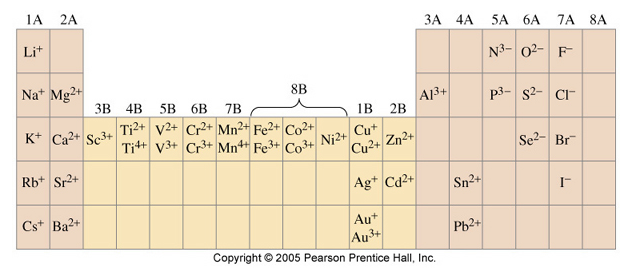 1A 2A 3A 4A 5A 6A 7A 8A
Li⁺ N³⁻ O²⁻ F⁻
Na⁺ Mg²⁺ Al³⁺ P³⁻ S²⁻ Cl⁻
8B
3B 4B 5B 6B 7B 1B 2B
K⁺ Ca²⁺ Sc³⁺ Ti²⁺ V²⁺ Cr²⁺ Mn²⁺ Fe²⁺ Co²⁺ Ni²⁺ Cu⁺ Zn²⁺ Se²⁻ Br⁻
Ti⁴⁺ V³⁺ Cr³⁺ Mn⁴⁺ Fe³⁺ Co³⁺ Cu²⁺
Rb⁺ Sr²⁺ Ag⁺ Cd²⁺ Sn²⁺ I⁻
Cs⁺ Ba²⁺ Au⁺ Pb²⁺
Au³⁺
Copyright © 2005 Pearson Prentice Hall, Inc.